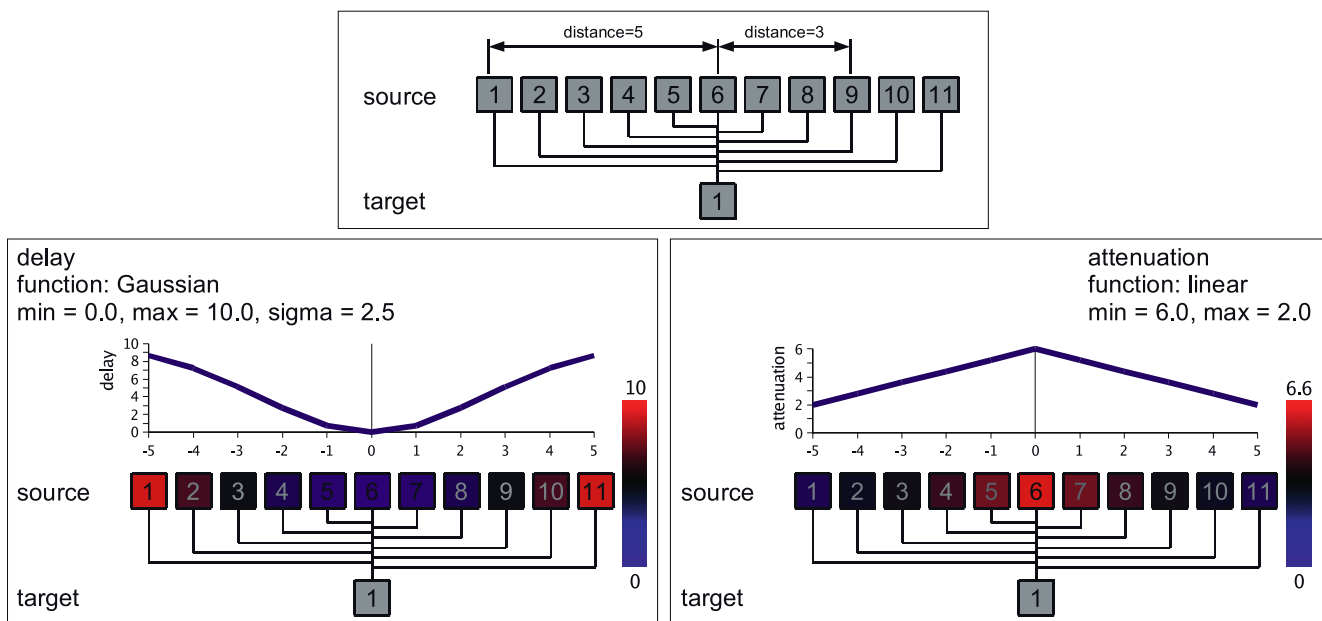 distance=5 distance=3
source 1 2 3 4 5 6 7 8 9 10 11
target 1
delay
function: Gaussian
min = 0.0, max = 10.0, sigma = 2.5
delay
10
8
6
4
2
0
-5 -4 -3 -2 -1 0 1 2 3 4 5
10
0
source 1 2 3 4 5 6 7 8 9 10 11
target 1
attenuation
function: linear
min = 6.0, max = 2.0
attenuation
6
4
2
0
-5 -4 -3 -2 -1 0 1 2 3 4 5
6.6
0
source 1 2 3 4 5 6 7 8 9 10 11
target 1